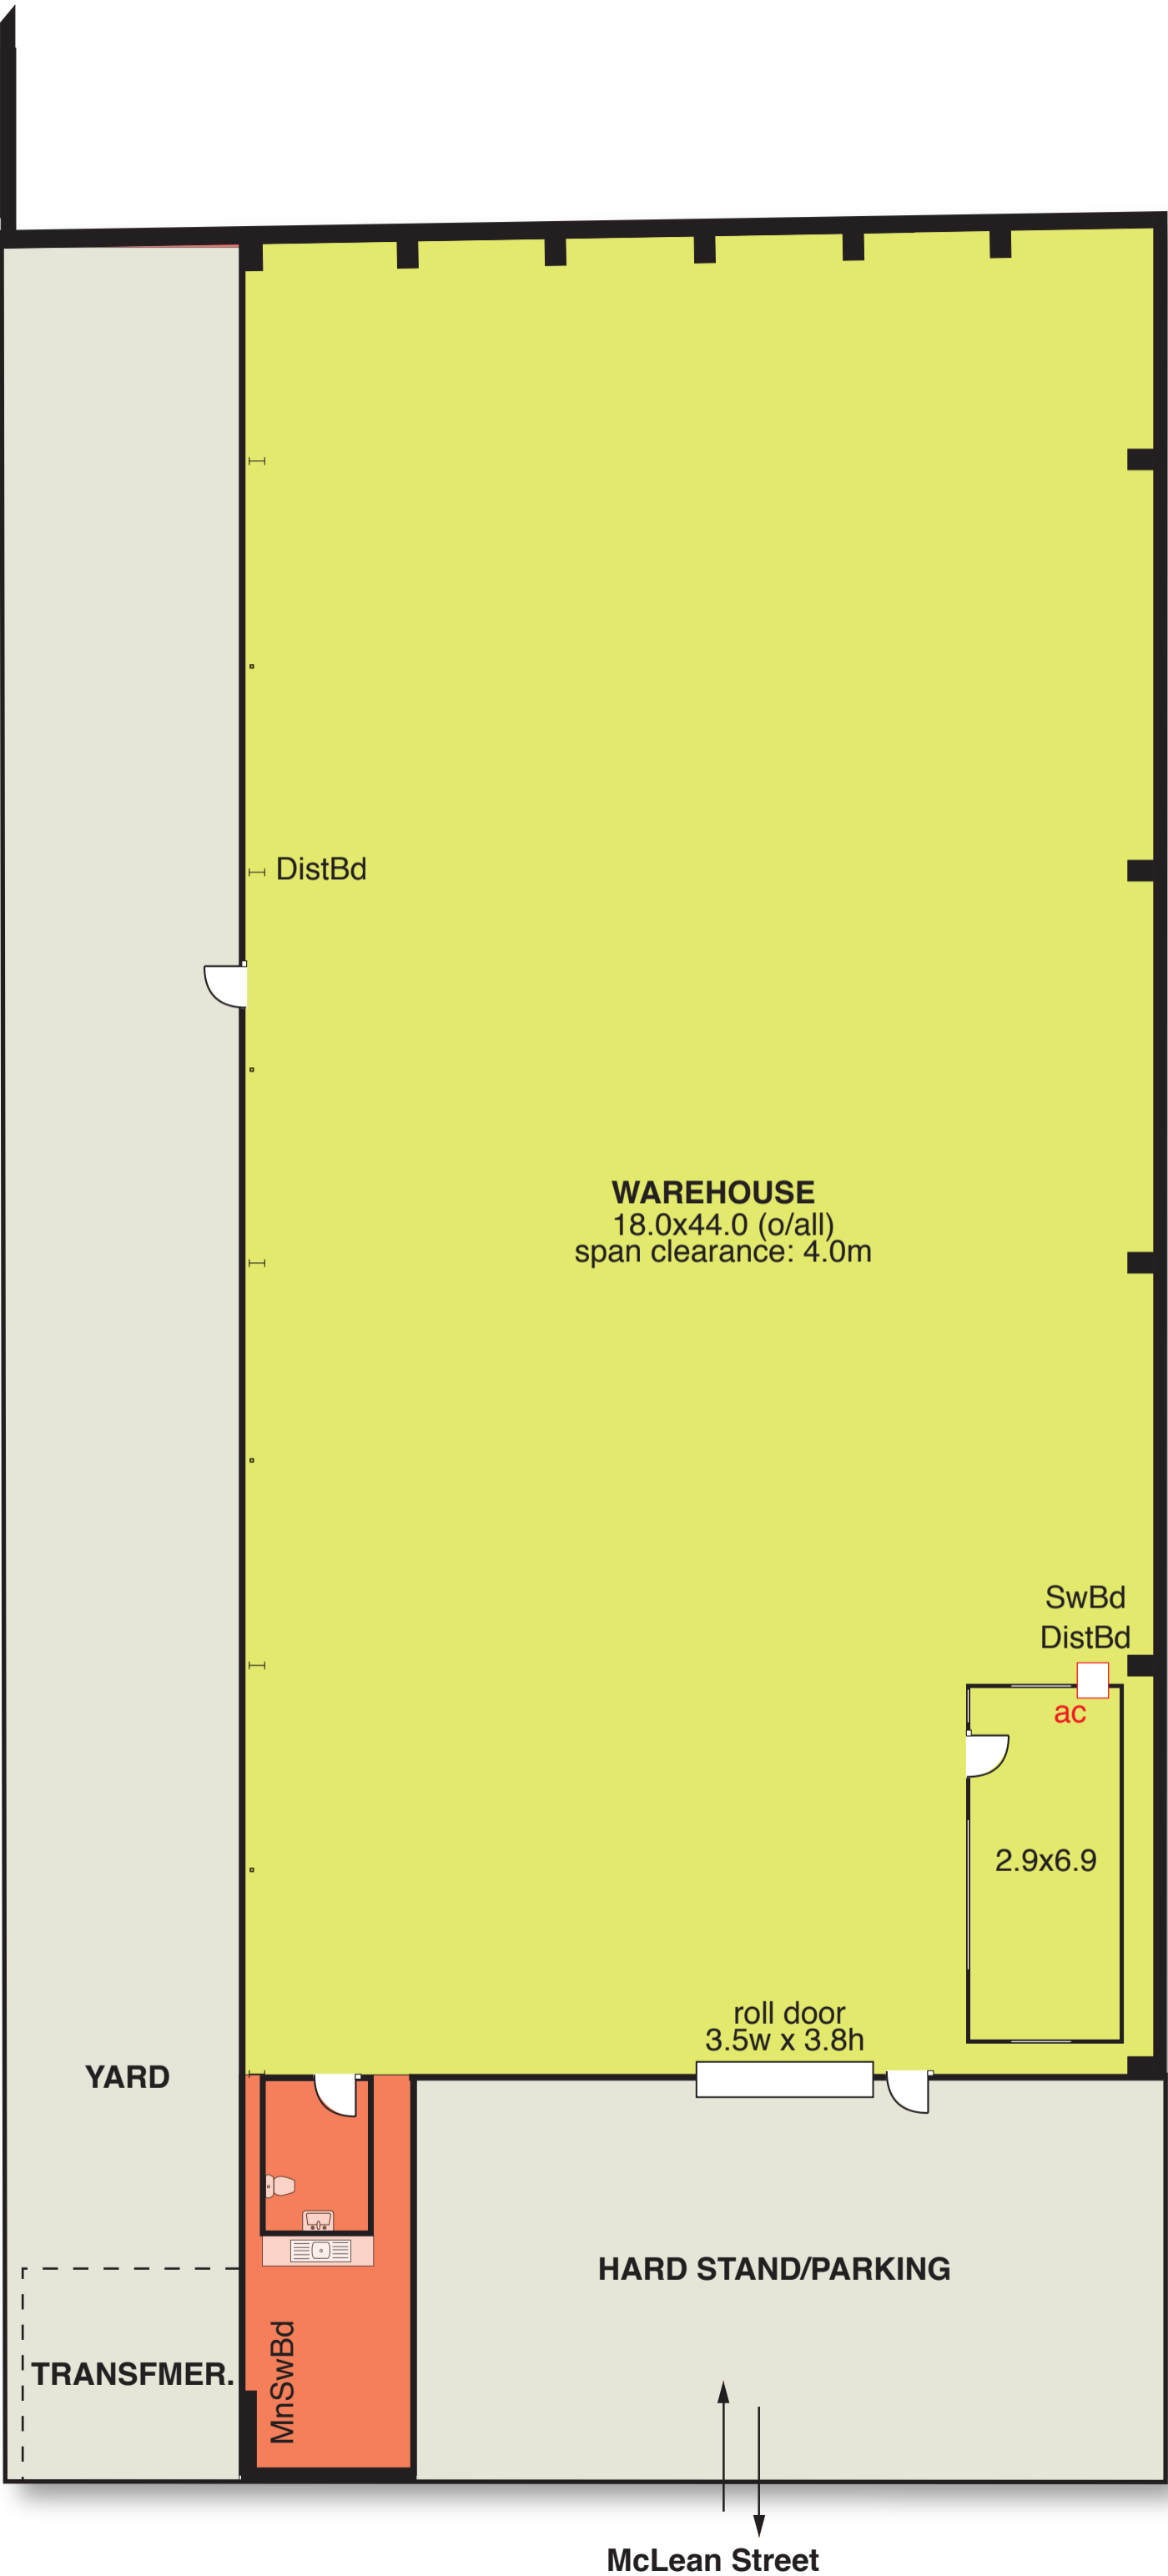 DistBd
WAREHOUSE
18.0x44.0 (o/all)
span clearance: 4.0m
SwBd
DistBd
ac
2.9x6.9
roll door
3.5w x 3.8h
YARD
HARD STAND/PARKING
TRANSFMER.
MnSwBd
McLean Street